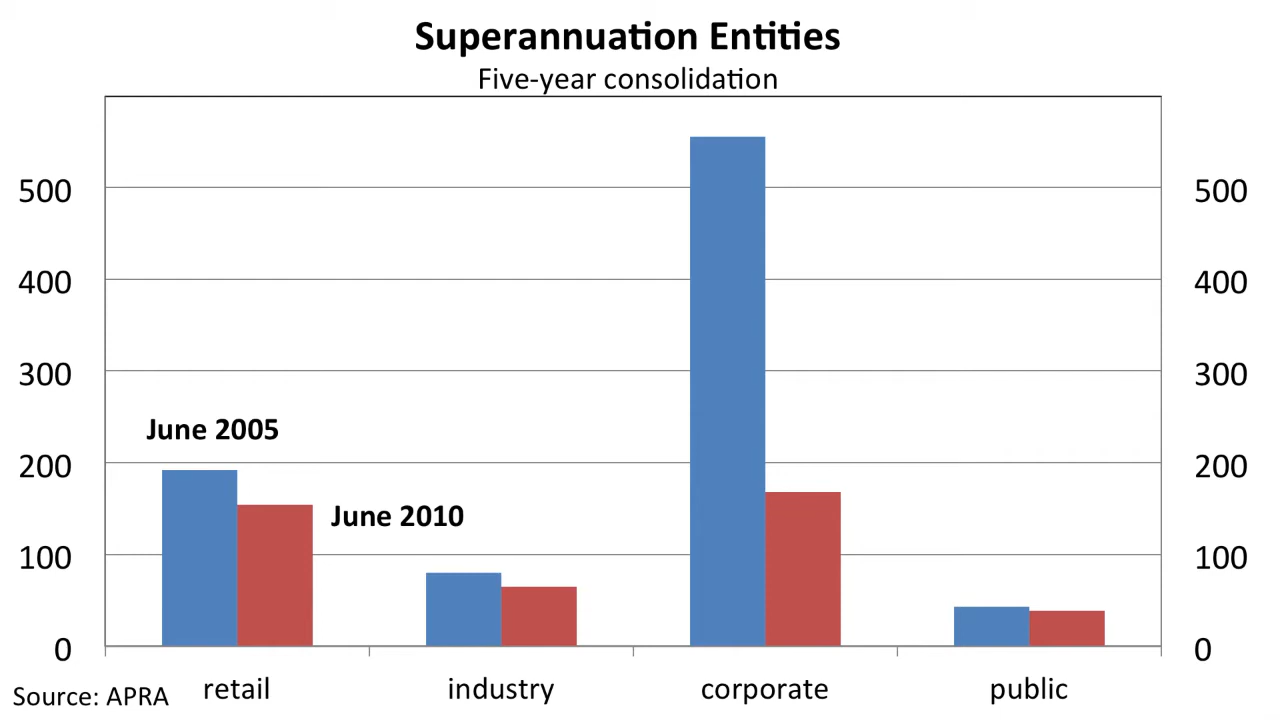 Superannuation Entities
Five-year consolidation
500 500
400 400
300 300
June 2005
200 200
June 2010
100 100
0 0
retail industry corporate public
Source: APRA